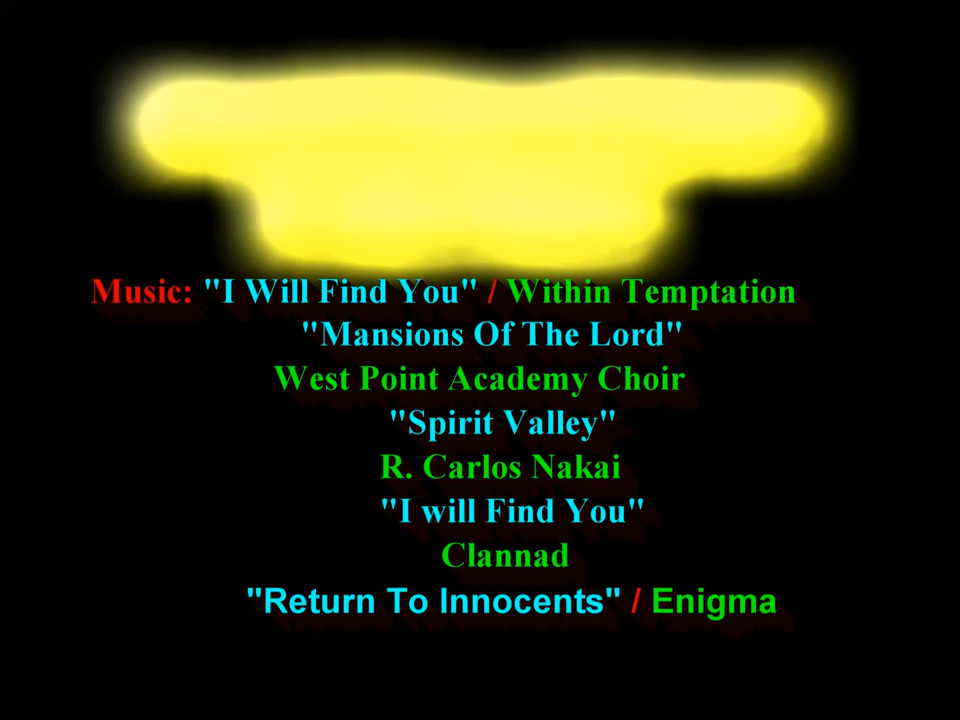 Music: "I Will Find You" / Within Temptation
"Mansions Of The Lord"
West Point Academy Choir
"Spirit Valley"
R. Carlos Nakai
"I will Find You"
Clannad
"Return To Innocents" / Enigma